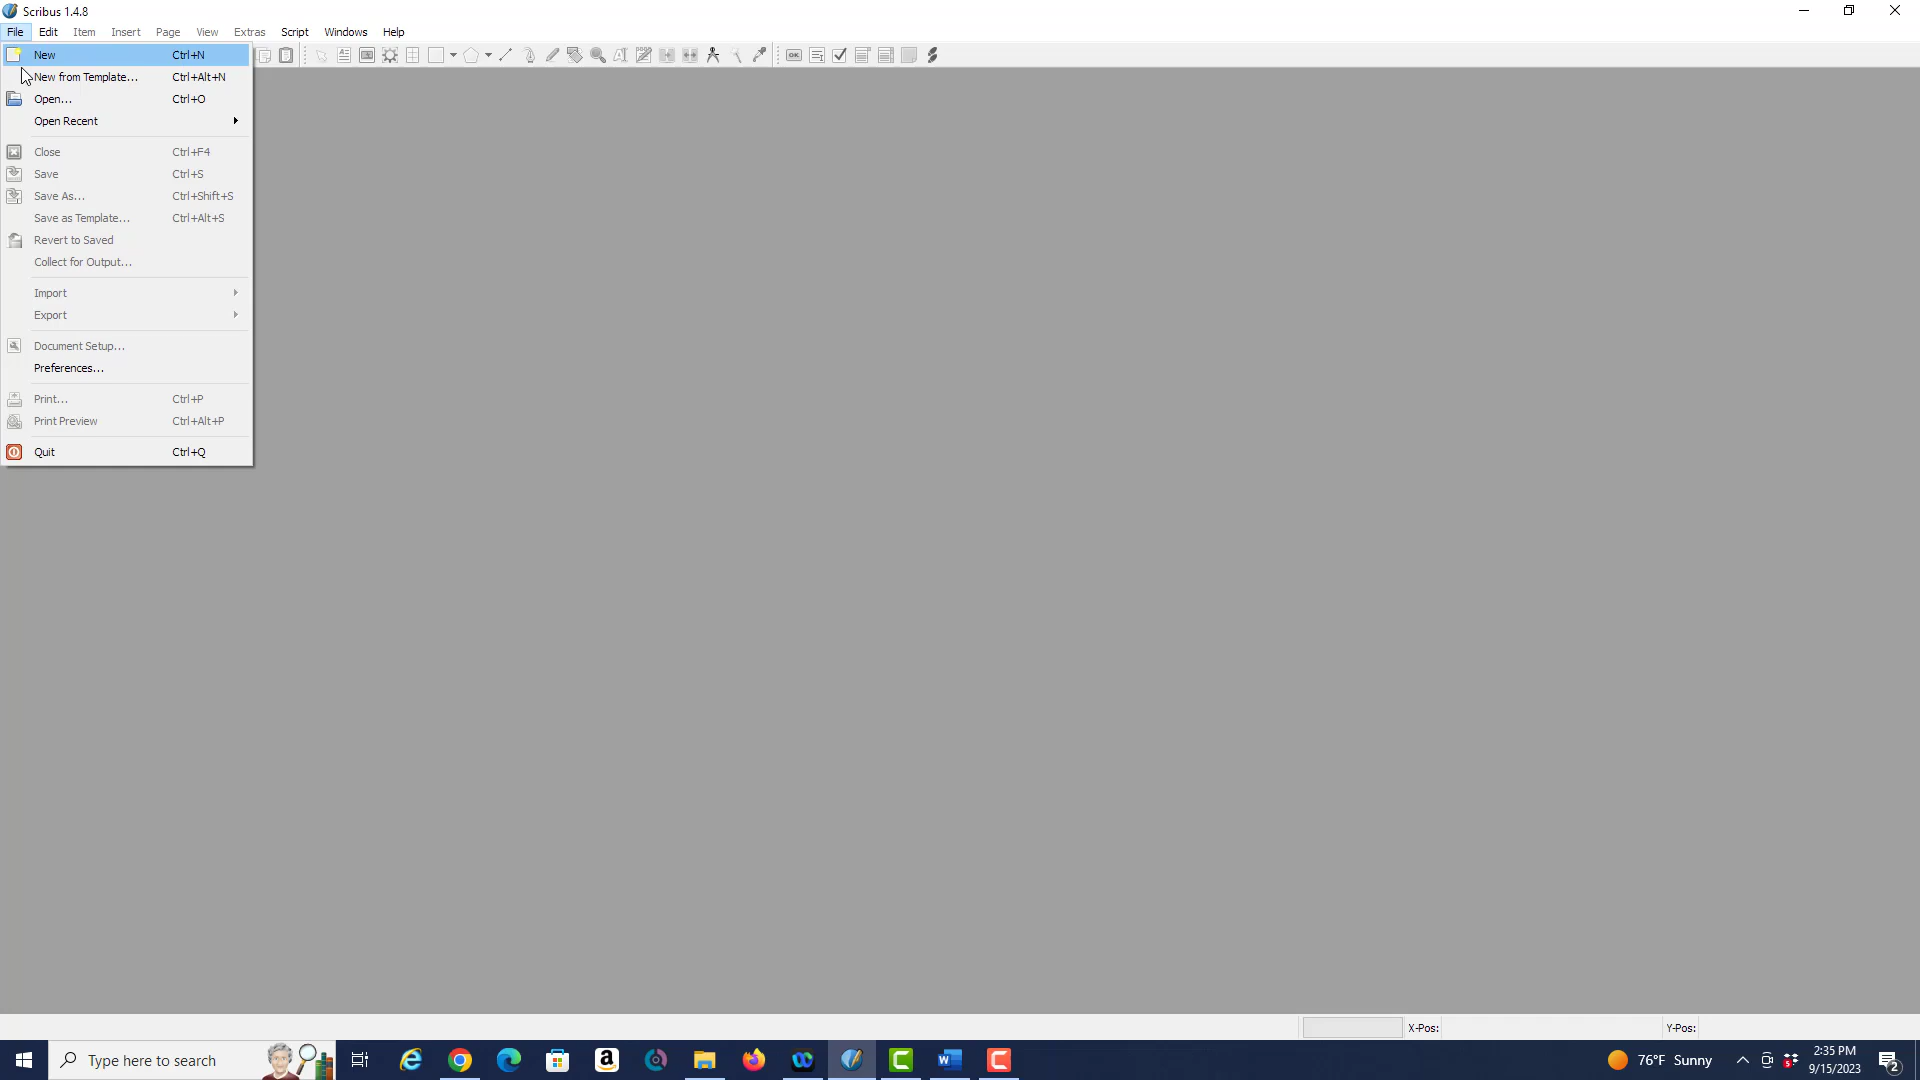 Scribus 1.4.8
File Edit Item Insert Page View Extras Script Windows Help
New Ctrl+N
New from Template... Ctrl+Alt+N
Open... Ctrl+O
Open Recent
Close Ctrl+F4
Save Ctrl+S
Save As... Ctrl+Shift+S
Save as Template... Ctrl+Alt+S
Revert to Saved
Collect for Output...
Import
Export
Document Setup...
Preferences...
Print... Ctrl+P
Print Preview Ctrl+Alt+P
Quit Ctrl+Q
X-Pos: Y-Pos:
Type here to search
76°F Sunny
2:35 PM
9/15/2023
2